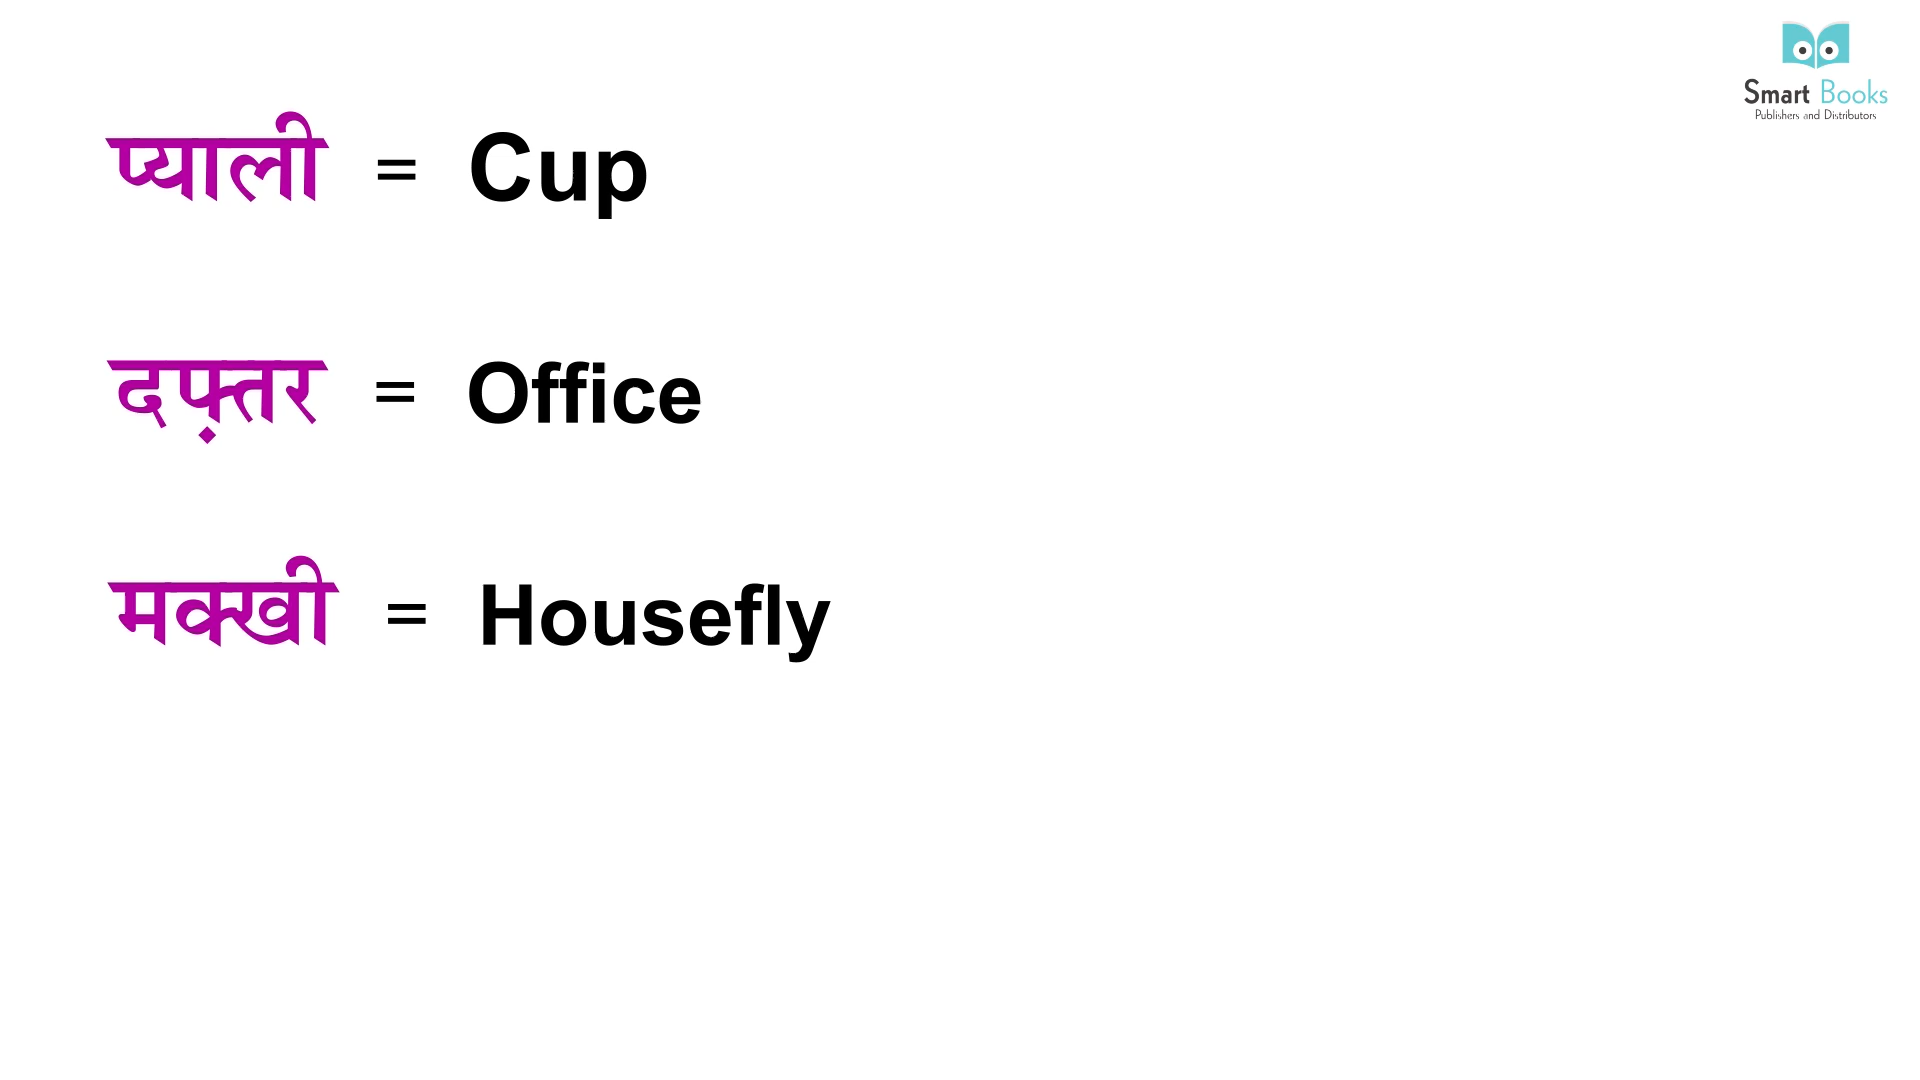 Smart Books
Publishers and Distributors
प्याली = Cup
दफ़्तर = Office
मक्खी = Housefly